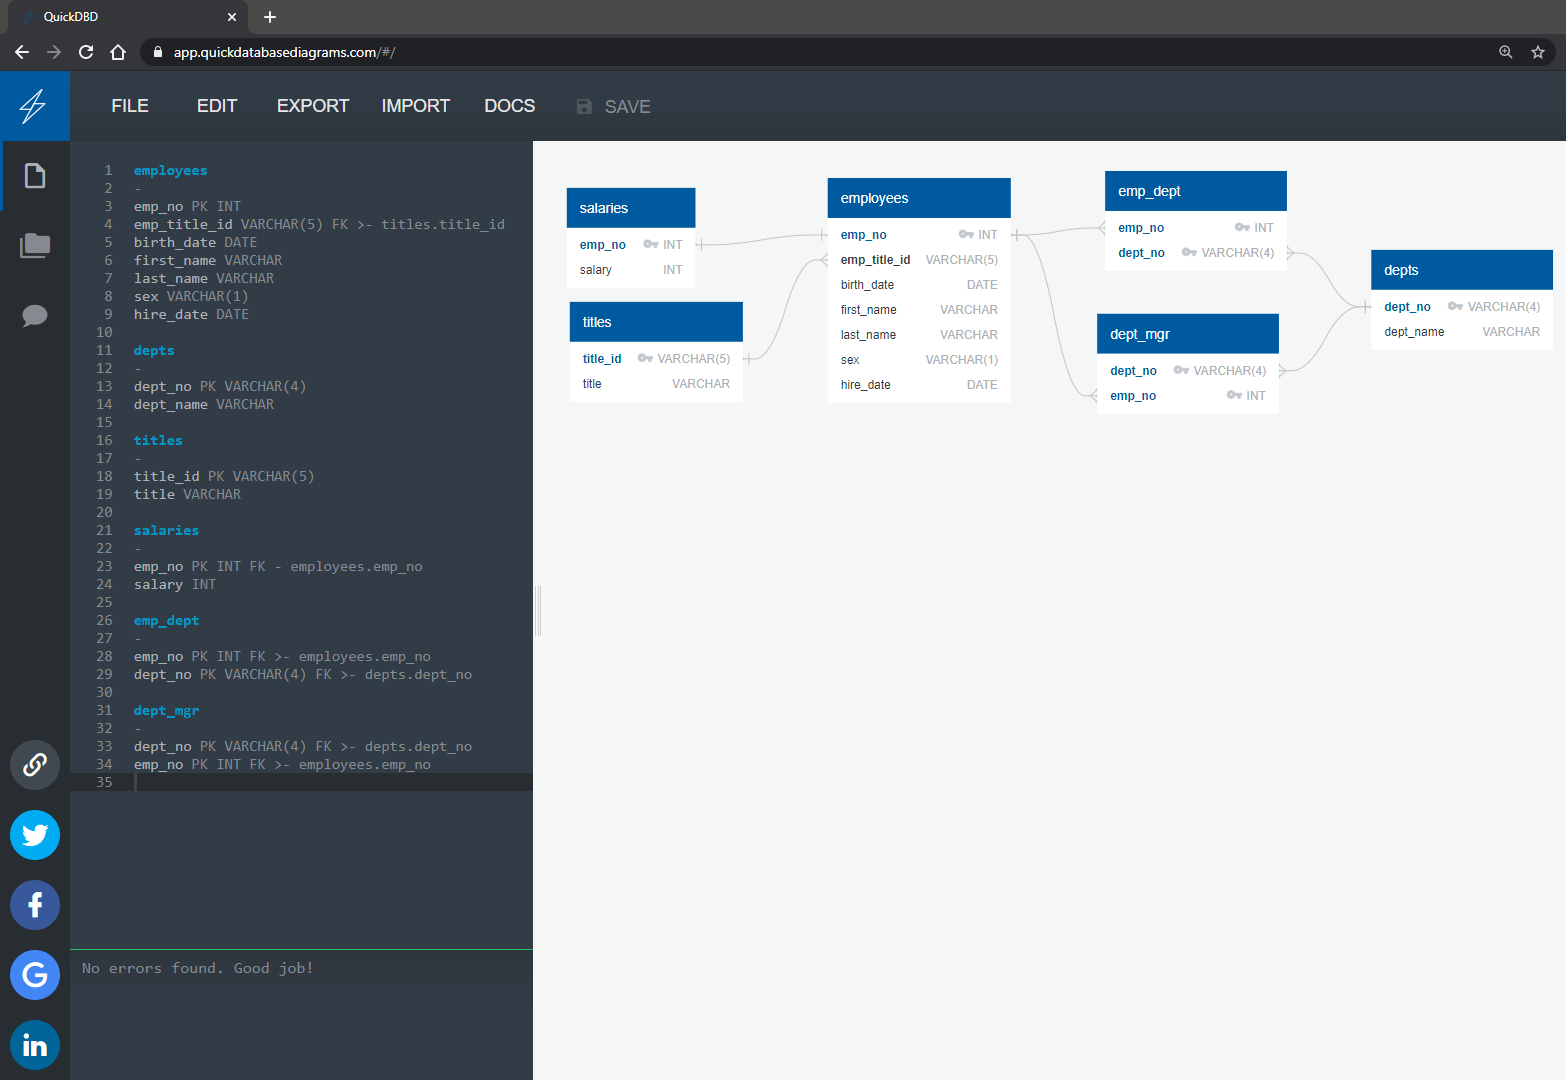 QuickDBD
app.quickdatabasediagrams.com/#/
FILE EDIT EXPORT IMPORT DOCS SAVE
1 employees
2 -
3 emp_no PK INT
4 emp_title_id VARCHAR(5) FK >- titles.title_id
5 birth_date DATE
6 first_name VARCHAR
7 last_name VARCHAR
8 sex VARCHAR(1)
9 hire_date DATE
10
11 depts
12 -
13 dept_no PK VARCHAR(4)
14 dept_name VARCHAR
15
16 titles
17 -
18 title_id PK VARCHAR(5)
19 title VARCHAR
20
21 salaries
22 -
23 emp_no PK INT FK - employees.emp_no
24 salary INT
25
26 emp_dept
27 -
28 emp_no PK INT FK >- employees.emp_no
29 dept_no PK VARCHAR(4) FK >- depts.dept_no
30
31 dept_mgr
32 -
33 dept_no PK VARCHAR(4) FK >- depts.dept_no
34 emp_no PK INT FK >- employees.emp_no
35
No errors found. Good job!
salaries
emp_no INT
salary INT
titles
title_id VARCHAR(5)
title VARCHAR
employees
emp_no INT
emp_title_id VARCHAR(5)
birth_date DATE
first_name VARCHAR
last_name VARCHAR
sex VARCHAR(1)
hire_date DATE
emp_dept
emp_no INT
dept_no VARCHAR(4)
dept_mgr
dept_no VARCHAR(4)
emp_no INT
depts
dept_no VARCHAR(4)
dept_name VARCHAR